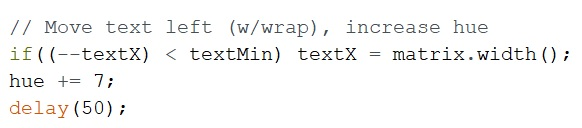 // Move text left (w/wrap), increase hue
if((--textX) < textMin) textX = matrix.width();
hue += 7;
delay(50);